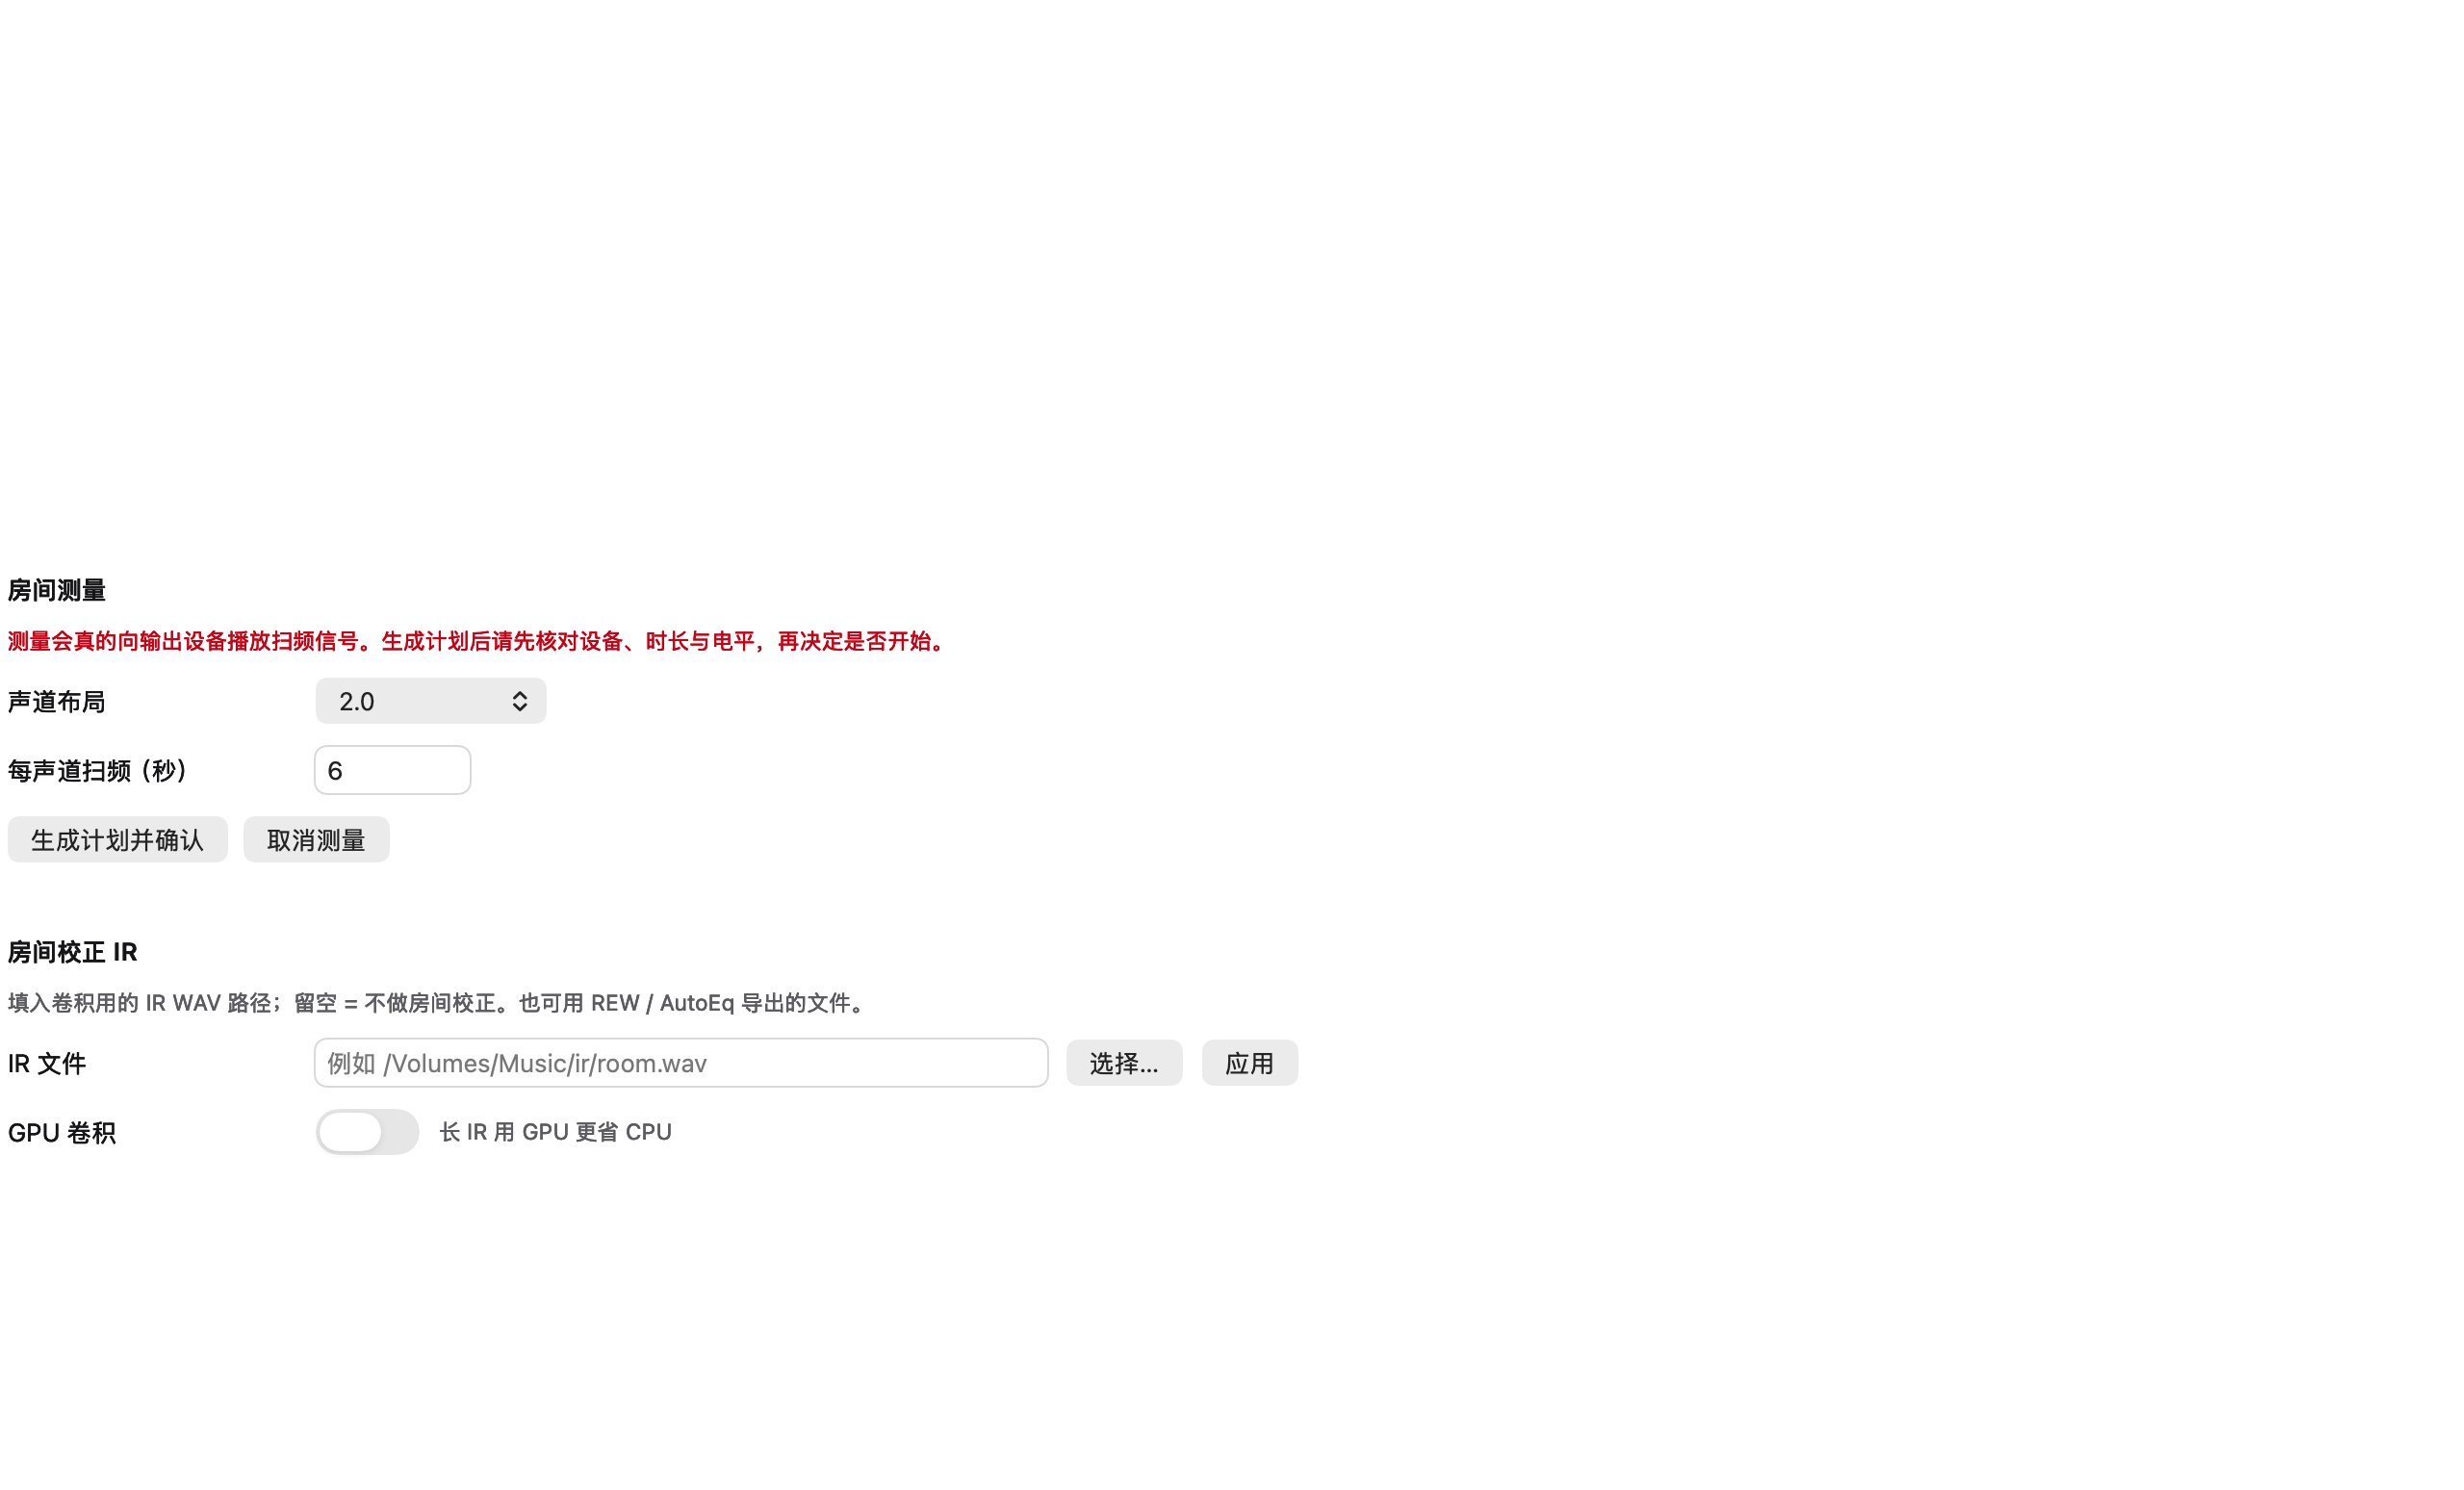 房间测量
测量会真的向输出设备播放扫频信号。生成计划后请先核对设备、时长与电平，再决定是否开始。
声道布局 2.0
每声道扫频（秒） 6
生成计划并确认 取消测量
房间校正 IR
填入卷积用的 IR WAV 路径；留空 = 不做房间校正。也可用 REW / AutoEq 导出的文件。
IR 文件 例如 /Volumes/Music/ir/room.wav 选择... 应用
GPU 卷积 长 IR 用 GPU 更省 CPU